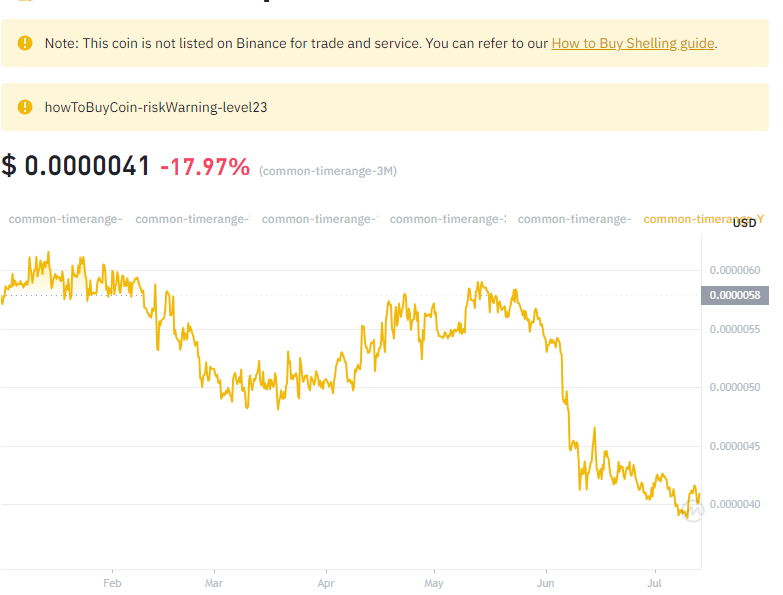 Note: This coin is not listed on Binance for trade and service. You can refer to our How to Buy Shelling guide.
howToBuyCoin-riskWarning-level23
$ 0.0000041 -17.97% (common-timerange-3M)
common-timerange- common-timerange- common-timerange- common-timerange- common-timerange- common-timerange-Y
USD
0.0000060
0.0000058
0.0000055
0.0000050
0.0000045
0.0000040
Feb Mar Apr May Jun Jul